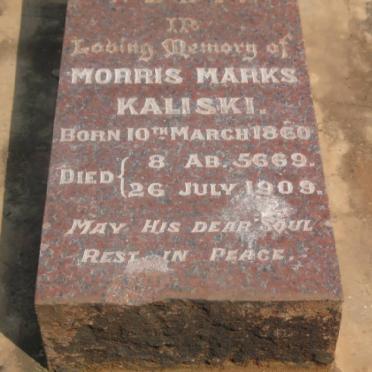 IN
Loving Memory of
MORRIS MARKS
KALISKI.
BORN 10TH MARCH 1860
DIED { 8 AB. 5669.
26 JULY 1909.
MAY HIS DEAR SOUL
REST IN PEACE.